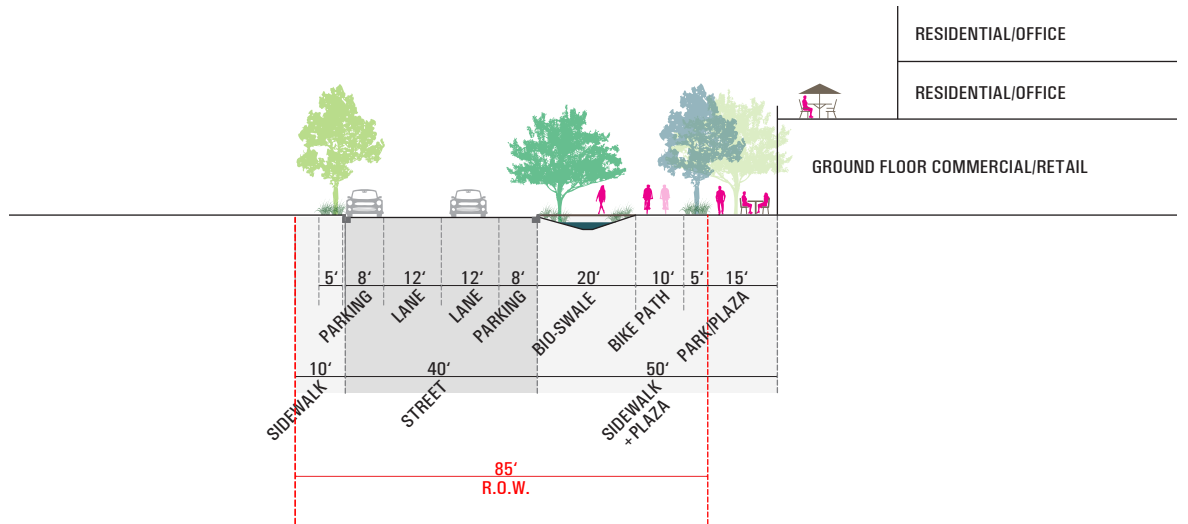 RESIDENTIAL/OFFICE
RESIDENTIAL/OFFICE
GROUND FLOOR COMMERCIAL/RETAIL
5‘ 8‘ 12‘ 12‘ 8‘ 20‘ 10‘ 5‘ 15‘
PARKING
LANE
LANE
PARKING
BIO-SWALE
BIKE PATH
PARK/PLAZA
10‘ 40‘ 50‘
SIDEWALK
STREET
SIDEWALK
+PLAZA
85‘
R.O.W.